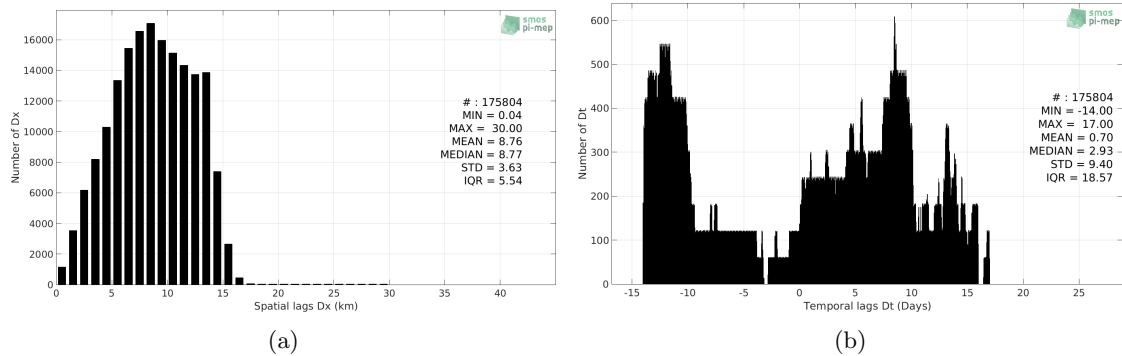 smos
pi-mep
16000
14000
12000
10000
8000
6000
4000
2000
0
Number of Dx
# : 175804
MIN = 0.04
MAX = 30.00
MEAN = 8.76
MEDIAN = 8.77
STD = 3.63
IQR = 5.54
0 5 10 15 20 25 30 35 40
Spatial lags Dx (km)
(a)
smos
pi-mep
600
500
400
300
200
100
0
Number of Dt
# : 175804
MIN = -14.00
MAX = 17.00
MEAN = 0.70
MEDIAN = 2.93
STD = 9.40
IQR = 18.57
-15 -10 -5 0 5 10 15 20 25
Temporal lags Dt (Days)
(b)